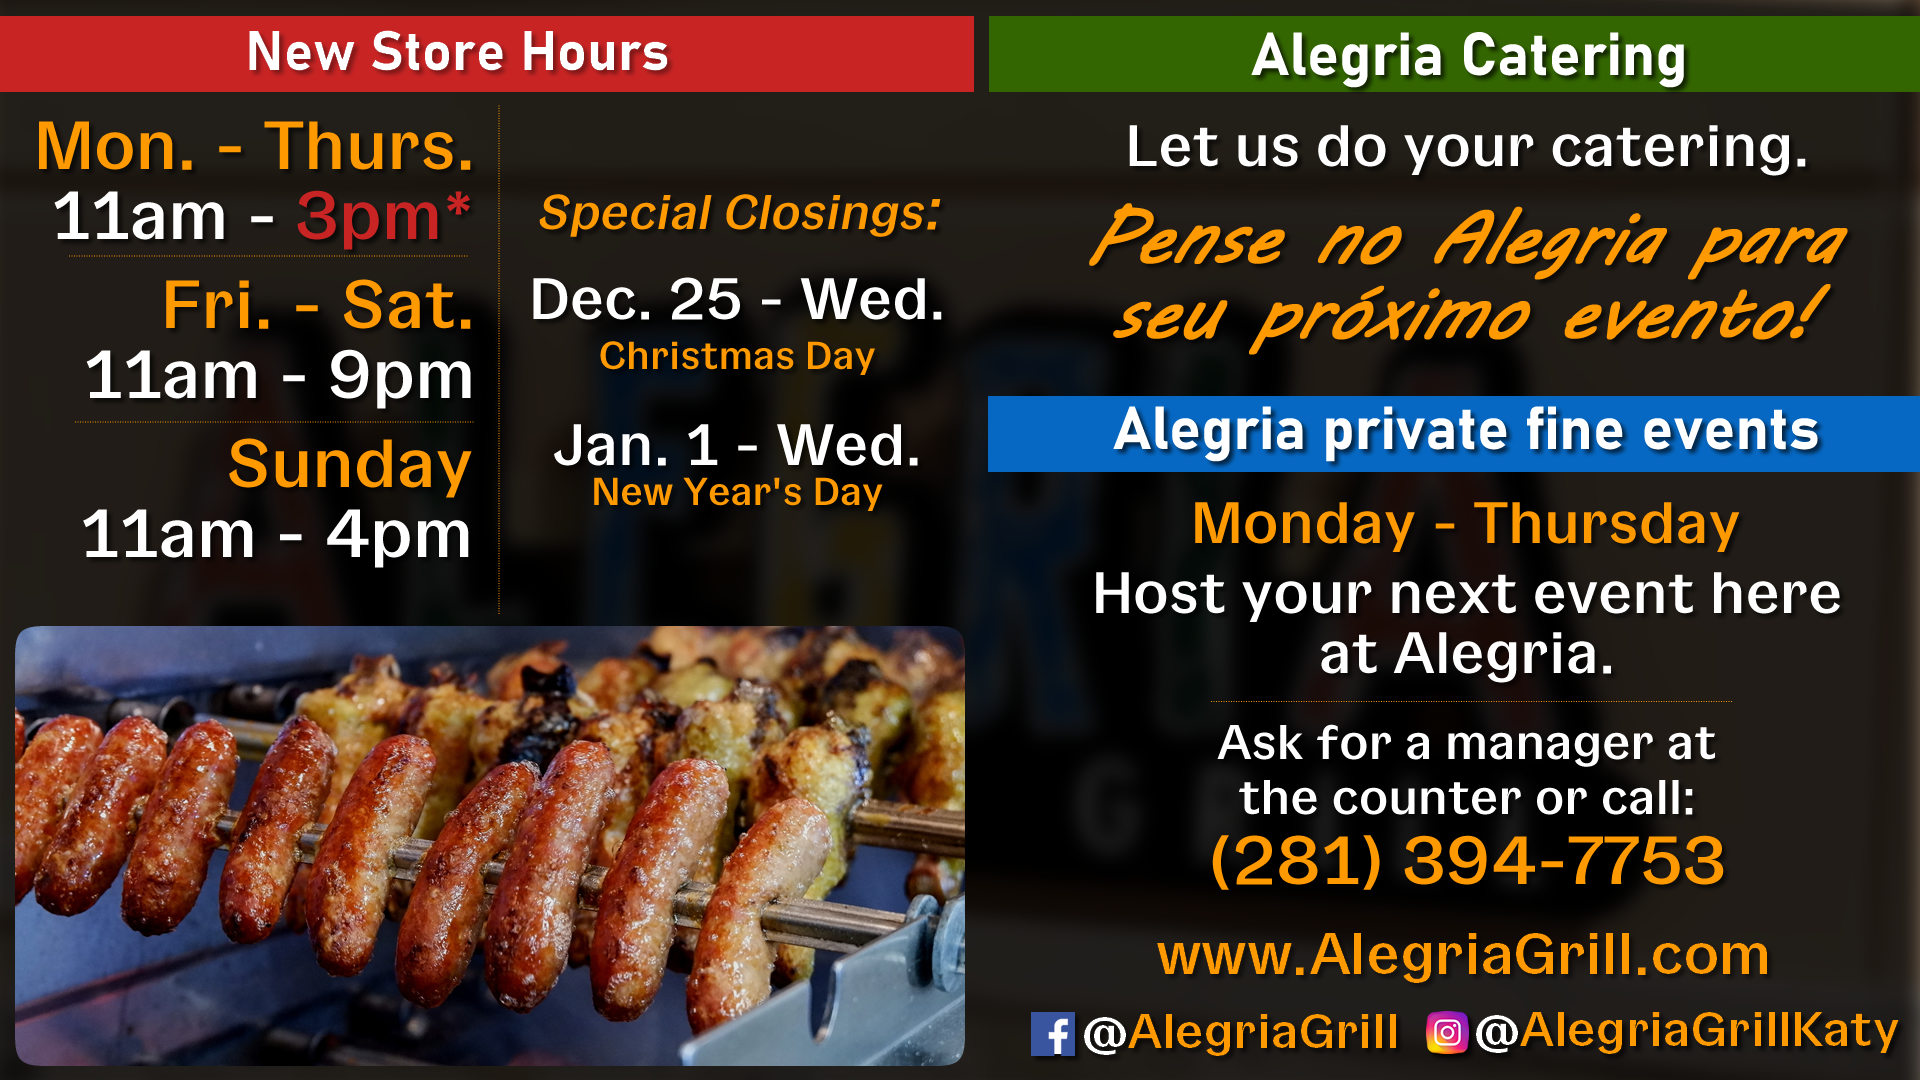 New Store Hours
Mon. - Thurs.
11am - 3pm*
Fri. - Sat.
11am - 9pm
Sunday
11am - 4pm
Special Closings:
Dec. 25 - Wed.
Christmas Day
Jan. 1 - Wed.
New Year's Day
Alegria Catering
Let us do your catering.
Pense no Alegria para
seu próximo evento!
Alegria private fine events
Monday - Thursday
Host your next event here
at Alegria.
Ask for a manager at
the counter or call:
(281) 394-7753
www.AlegriaGrill.com
@AlegriaGrill @AlegriaGrillKaty